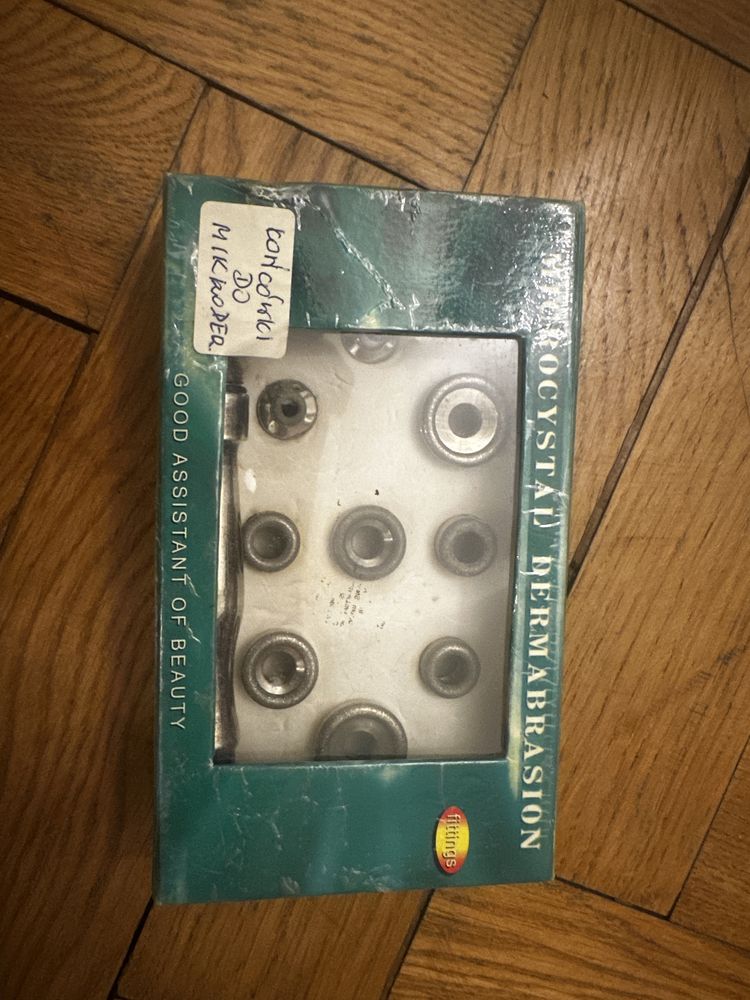 MICROCYSTAL DERMABRASION
KOŃCÓWKI
DO
MIKRODER.
GOOD ASSISTANT OF BEAUTY
fittings